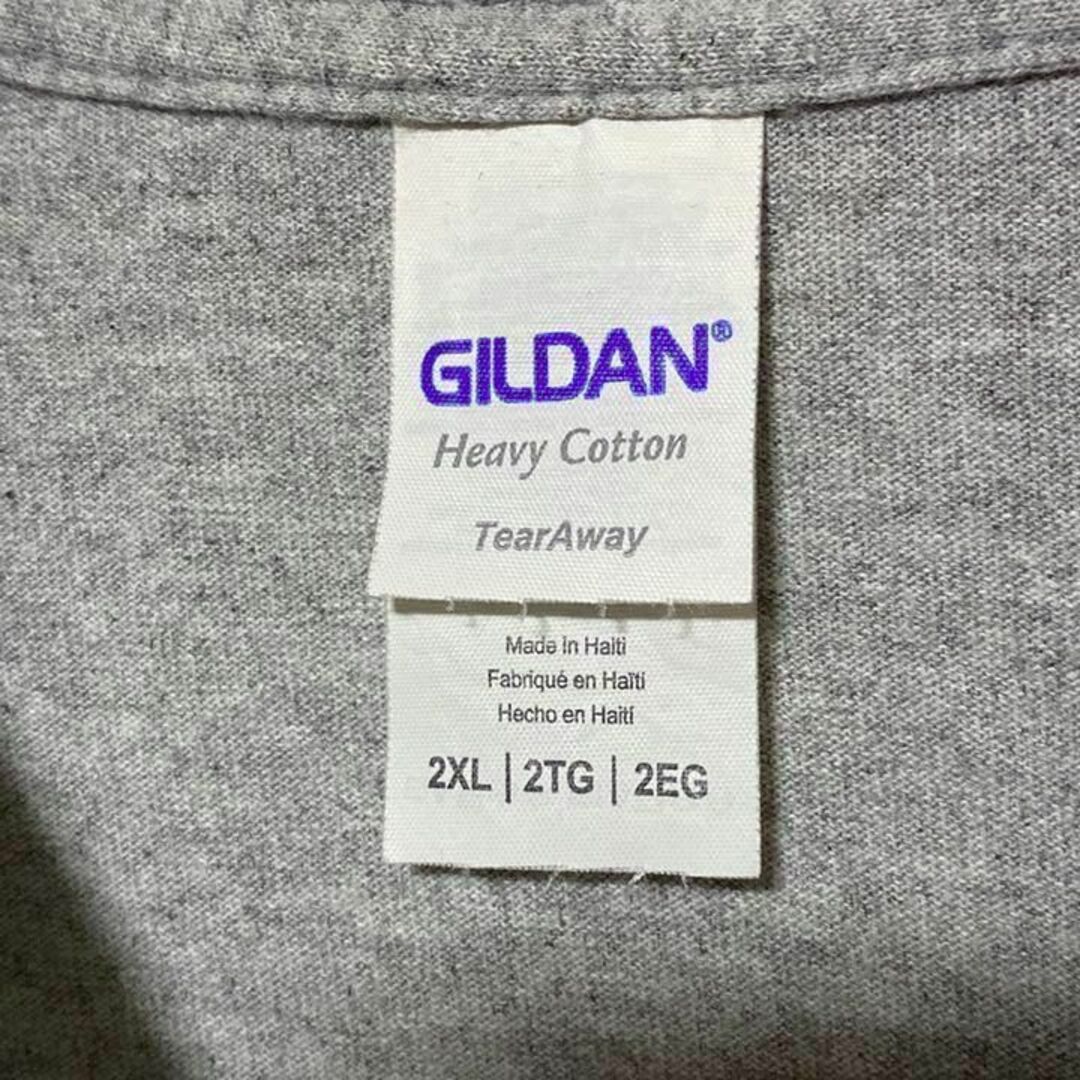 GILDAN®
Heavy Cotton
TearAway
Made in Haiti
Fabriqué en Haïti
Hecho en Haití
2XL | 2TG | 2EG